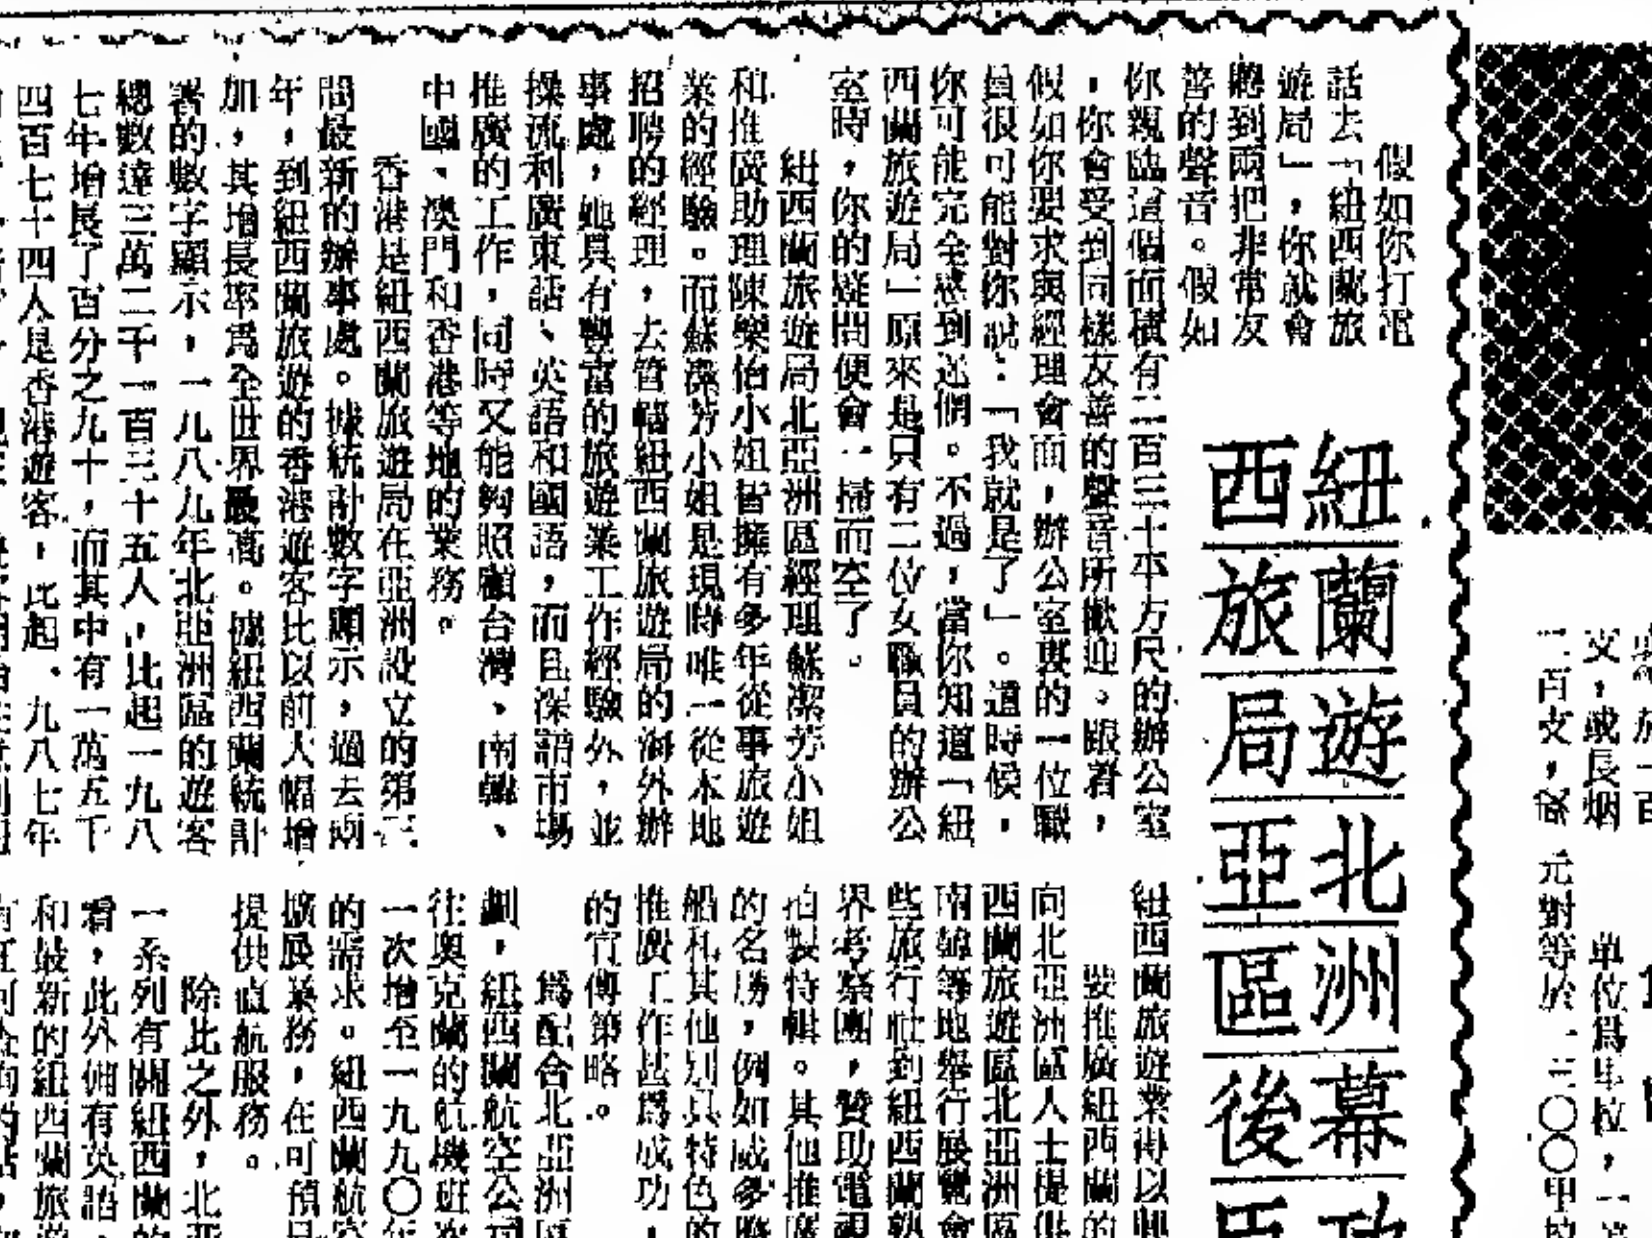 紐西
蘭旅
遊局
北亞
洲區
幕後
假如你打電
話去「紐西蘭旅
遊局」，你就會
聽到兩把非常友
善的聲音。假如
你親臨這個面積有二百三十平方尺的辦公室
，你會受到同樣友善的聲音所歡迎。跟著，
假如你要求與經理會面，辦公室裏的一位職
員很可能對你說：「我就是了」。這時候，
你可能完全感到迷惘。不過，當你知道「紐
西蘭旅遊局」原來是只有二位女職員的辦公
室時，你的疑問便會一掃而空了。
紐西蘭旅遊局北亞洲區經理蘇潔芳小姐
和推廣助理陳樂怡小姐皆擁有多年從事旅遊
業的經驗。而蘇潔芳小姐是現時唯一從本地
招聘的經理，去管轄紐西蘭旅遊局的海外辦
事處，她具有豐富的旅遊業工作經驗外，並
操流利廣東話、英語和國語，而且深諳市場
推廣的工作，同時又能夠照顧台灣、南韓、
中國、澳門和香港等地的業務。
香港是紐西蘭旅遊局在亞洲設立的第三
間最新的辦事處。據統計數字顯示，過去兩
年，到紐西蘭旅遊的香港遊客比以前大幅增
加，其增長率爲全世界最高。據紐西蘭統計
署的數字顯示，一九八九年北亞洲區的遊客
總數達三萬二千一百三十五人，比起一九八
七年增長了百分之九十，而其中有一萬五千
四百七十四人是香港遊客，比起一九八七年
紐西蘭旅遊業得以
要推廣紐西蘭的
向北亞洲區人士提供
西蘭旅遊區北亞洲區
南韓等地舉行展覽會
些旅行社到紐西蘭
界考察團，贊助電視
拍製特輯。其他推廣
的名勝，例如威
船和其他別具特色的
推廣工作甚爲成功，
的宣傳策略。
爲配合北亞洲區
劃，紐西蘭航空公司
往奧克蘭的航機班次
一次增至一九九〇年
的需求。紐西蘭航空
擴展業務，在可預見
提供直航服務。
除此之外，北亞
一系列有關紐西蘭的
看，此外備有英語、
和最新的紐西蘭旅遊
文，或長烟
二百文，或
元對等於一三〇〇甲
單位爲